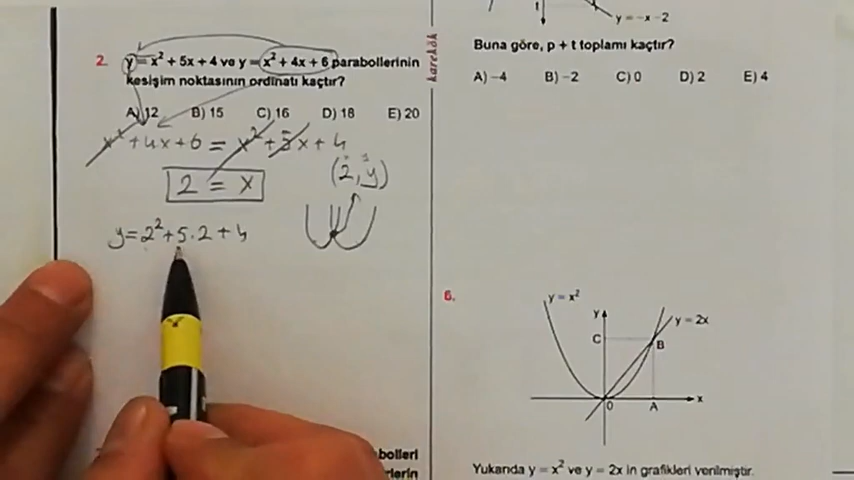 2. y = x² + 5x + 4 ve y = x² + 4x + 6 parabollerinin
kesişim noktasının ordinatı kaçtır?
A) 12 B) 15 C) 16 D) 18 E) 20
x² + 4x + 6 = x² + 5x + 4
2 = x
(2, y)
y = 2² + 5 . 2 + 4
karekök
t
y = -x - 2
Buna göre, p + t toplamı kaçtır?
A) -4 B) -2 C) 0 D) 2 E) 4
6.
y = x²
y
y = 2x
C
B
0
A
x
Yukarıda y = x² ve y = 2x in grafikleri verilmiştir.